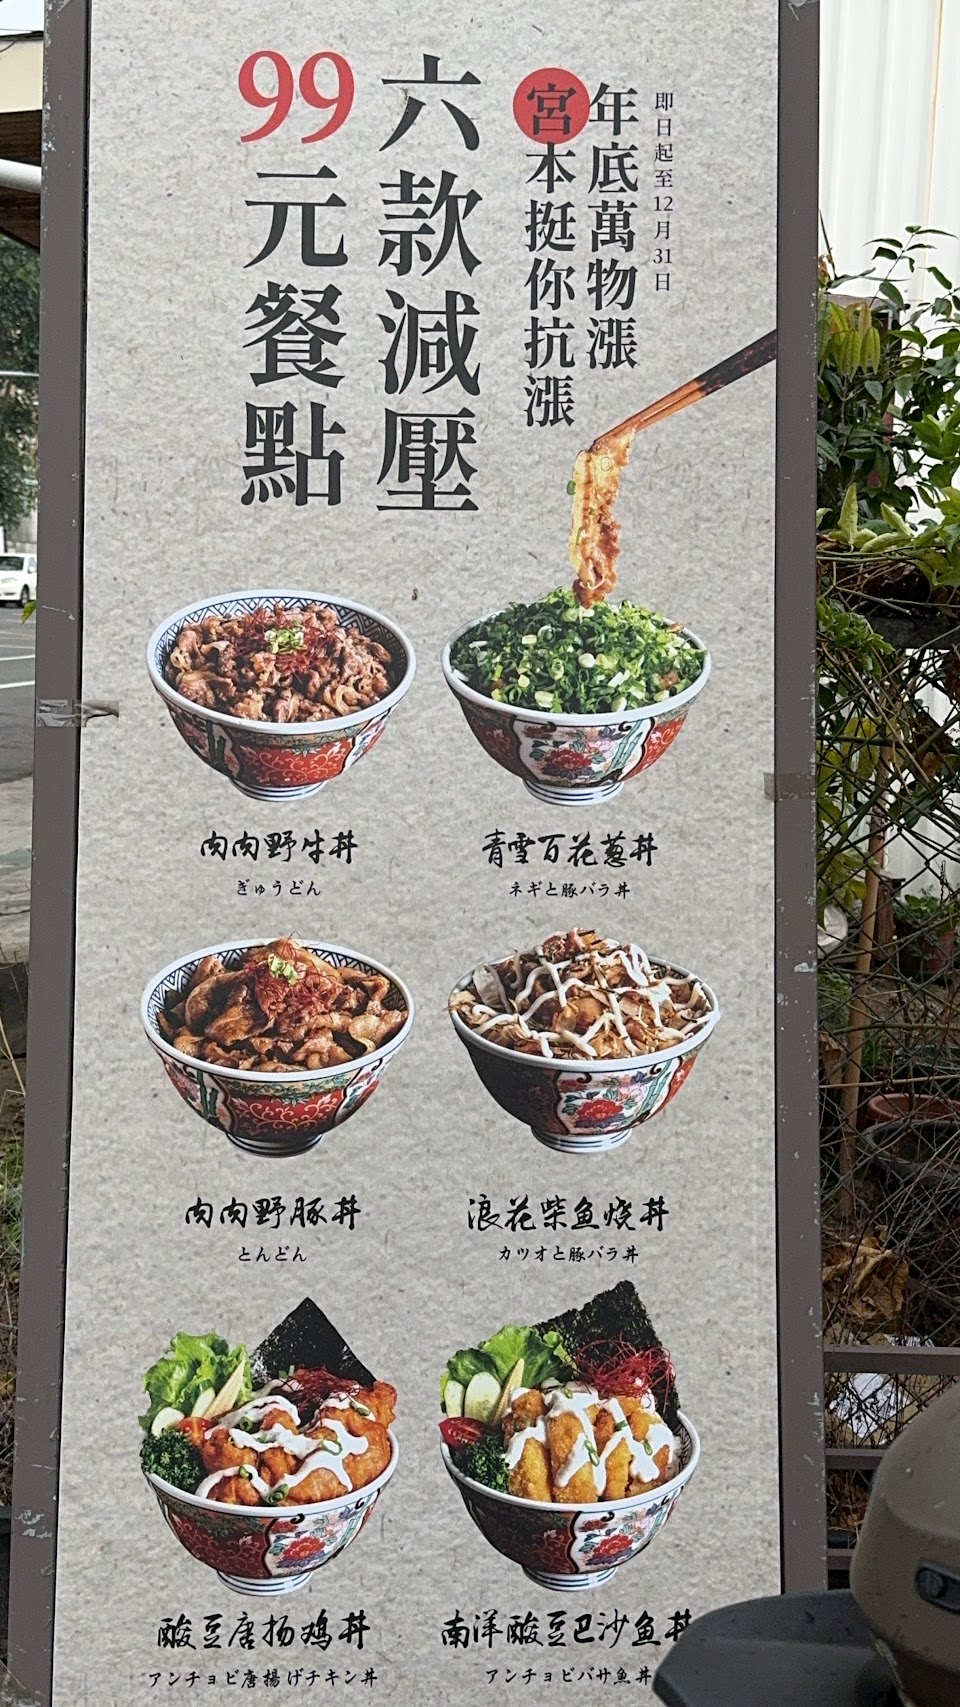 即日起至12月31日
年底萬物漲
宮本挺你抗漲
六款減壓
99元餐點
肉肉野牛丼
ぎゅうどん
青雪百花蔥丼
ネギと豚バラ丼
肉肉野豚丼
とんどん
浪花柴鱼烧丼
カツオと豚バラ丼
酸豆唐扬鸡丼
アンチョビ唐揚げチキン丼
南洋酸豆巴沙鱼丼
アンチョビバサ魚丼